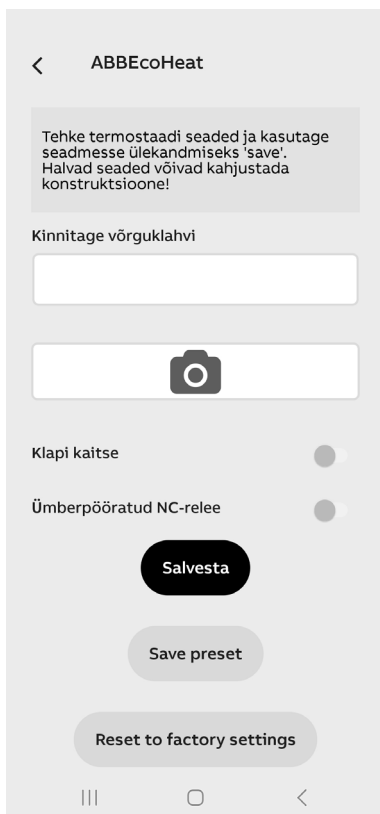 ABBEcoHeat
Tehke termostaadi seaded ja kasutage
seadmesse ülekandmiseks 'save'.
Halvad seaded võivad kahjustada
konstruktsioone!
Kinnitage võrguklahvi
Klapi kaitse
Ümberpööratud NC-relee
Salvesta
Save preset
Reset to factory settings